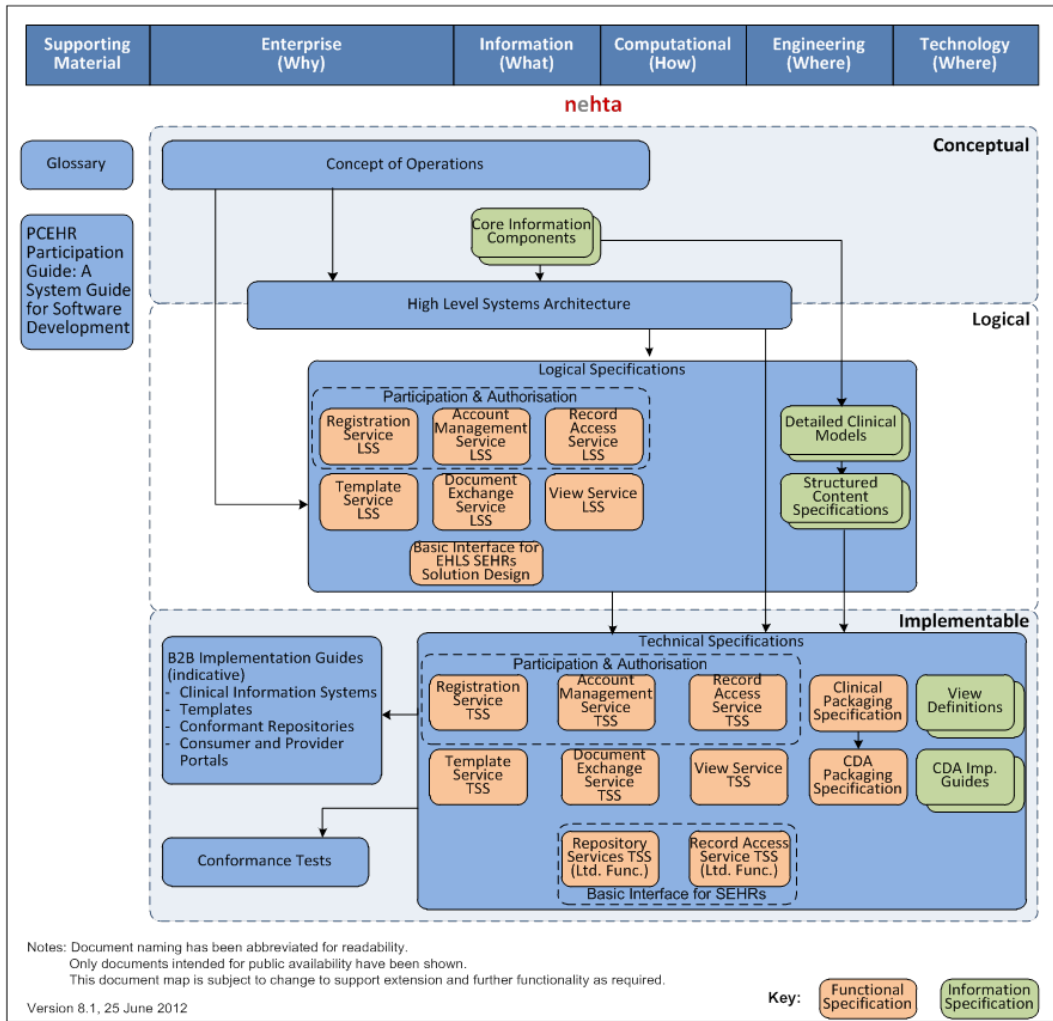 Supporting
Material
Enterprise
(Why)
Information
(What)
Computational
(How)
Engineering
(Where)
Technology
(Where)
nehta
Conceptual
Glossary
Concept of Operations
PCEHR
Participation
Guide: A
System Guide
for Software
Development
Core Information
Components
High Level Systems Architecture
Logical
Logical Specifications
Participation & Authorisation
Registration
Service
LSS
Account
Management
Service
LSS
Record
Access
Service
LSS
Detailed Clinical
Models
Template
Service
LSS
Document
Exchange
Service
LSS
View Service
LSS
Structured
Content
Specifications
Basic Interface for
EHLS SEHRs
Solution Design
Implementable
Technical Specifications
B2B Implementation Guides
(indicative)
- Clinical Information Systems
- Templates
- Conformant Repositories
- Consumer and Provider
Portals
Participation & Authorisation
Registration
Service
TSS
Account
Management
Service
TSS
Record
Access
Service
TSS
Clinical
Packaging
Specification
View
Definitions
Template
Service
TSS
Document
Exchange
Service
TSS
View Service
TSS
CDA
Packaging
Specification
CDA Imp.
Guides
Conformance Tests
Repository
Services TSS
(Ltd. Func.)
Record Access
Service TSS
(Ltd. Func.)
Basic Interface for SEHRs
Notes: Document naming has been abbreviated for readability.
Only documents intended for public availability have been shown.
This document map is subject to change to support extension and further functionality as required.
Version 8.1, 25 June 2012
Key:
Functional
Specification
Information
Specification